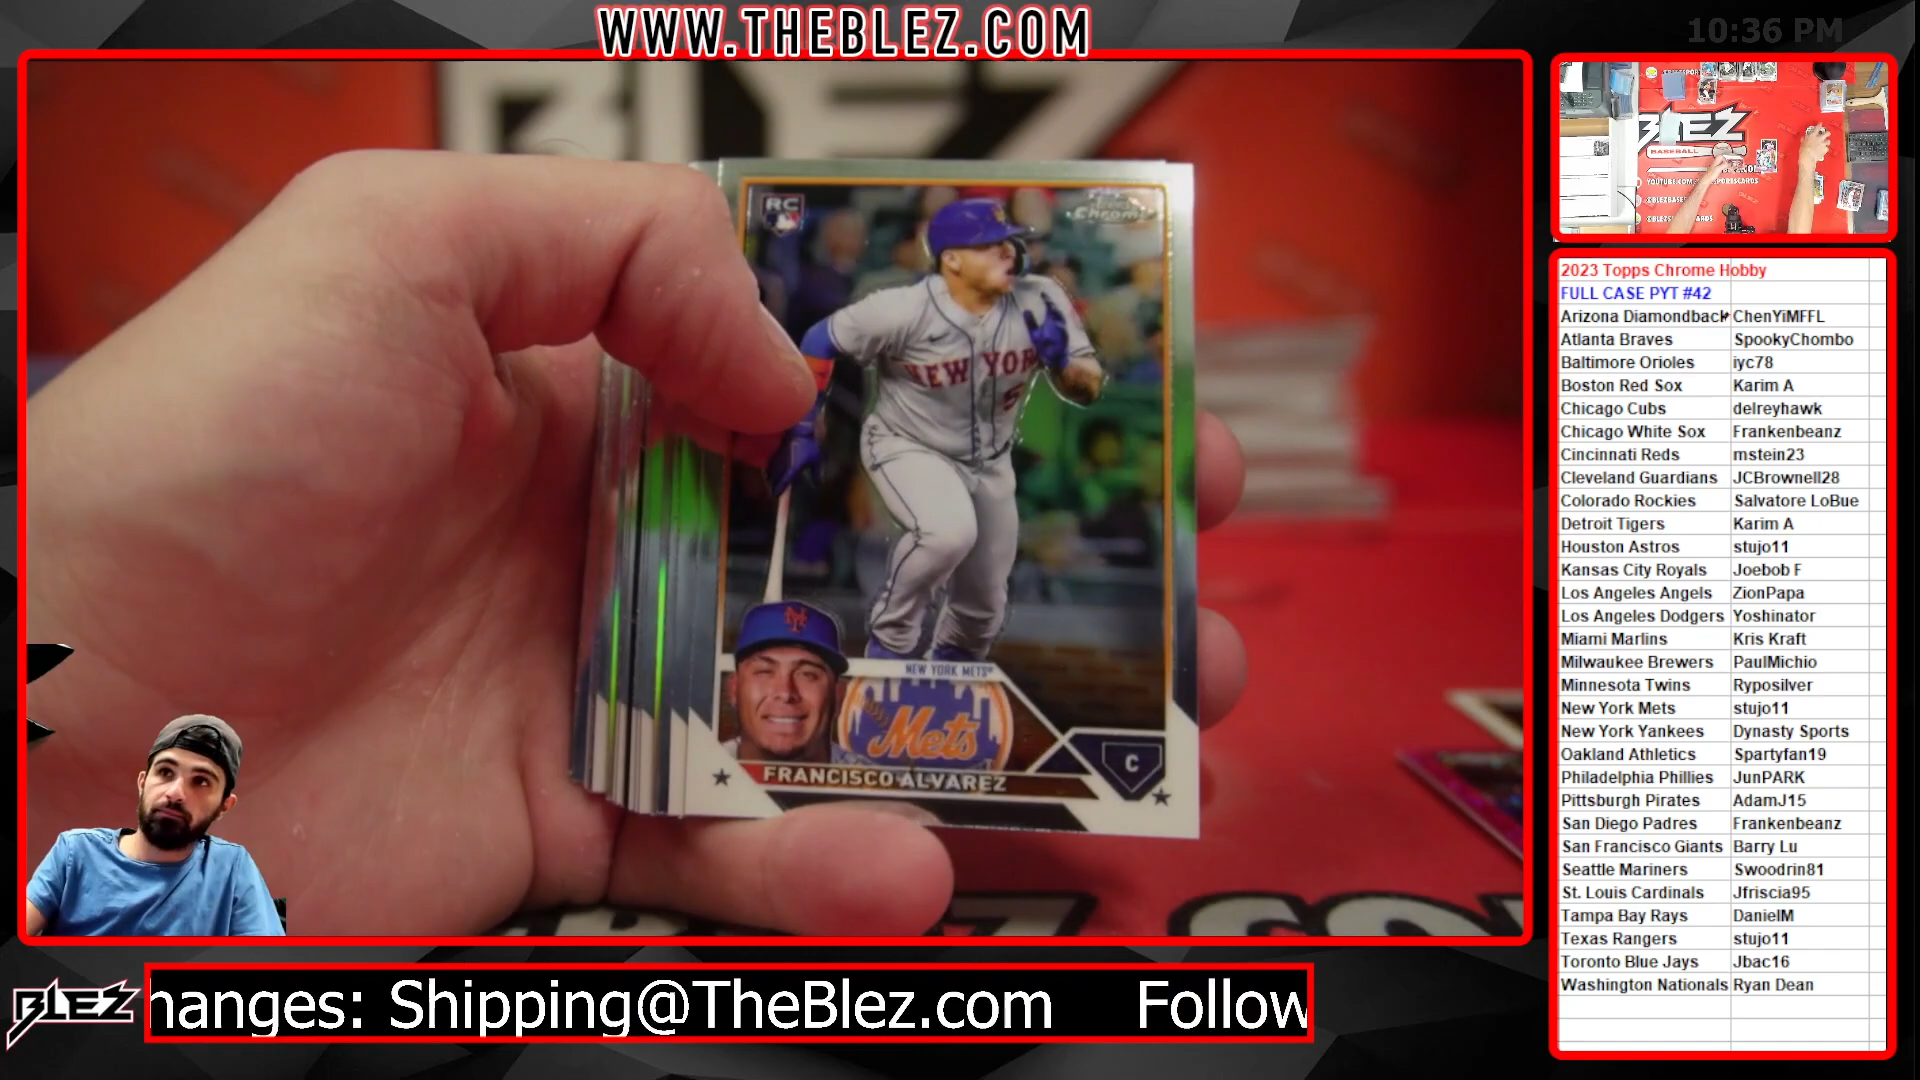 WWW.THEBLEZ.COM
10:36 PM
BLEZ
RC
Topps Chrome
NEW YOR
5
NEW YORK METS
Mets
C
FRANCISCO ALVAREZ
BLEZ
BASEBALL
2023 Topps Chrome Hobby
FULL CASE PYT #42
Arizona Diamondback ChenYiMFFL
Atlanta Braves SpookyChombo
Baltimore Orioles iyc78
Boston Red Sox Karim A
Chicago Cubs delreyhawk
Chicago White Sox Frankenbeanz
Cincinnati Reds mstein23
Cleveland Guardians JCBrownell28
Colorado Rockies Salvatore LoBue
Detroit Tigers Karim A
Houston Astros stujo11
Kansas City Royals Joebob F
Los Angeles Angels ZionPapa
Los Angeles Dodgers Yoshinator
Miami Marlins Kris Kraft
Milwaukee Brewers PaulMichio
Minnesota Twins Ryposilver
New York Mets stujo11
New York Yankees Dynasty Sports
Oakland Athletics Spartyfan19
Philadelphia Phillies JunPARK
Pittsburgh Pirates AdamJ15
San Diego Padres Frankenbeanz
San Francisco Giants Barry Lu
Seattle Mariners Swoodrin81
St. Louis Cardinals Jfriscia95
Tampa Bay Rays DanielM
Texas Rangers stujo11
Toronto Blue Jays Jbac16
Washington Nationals Ryan Dean
BLEZ
hanges: Shipping@TheBlez.com Follow